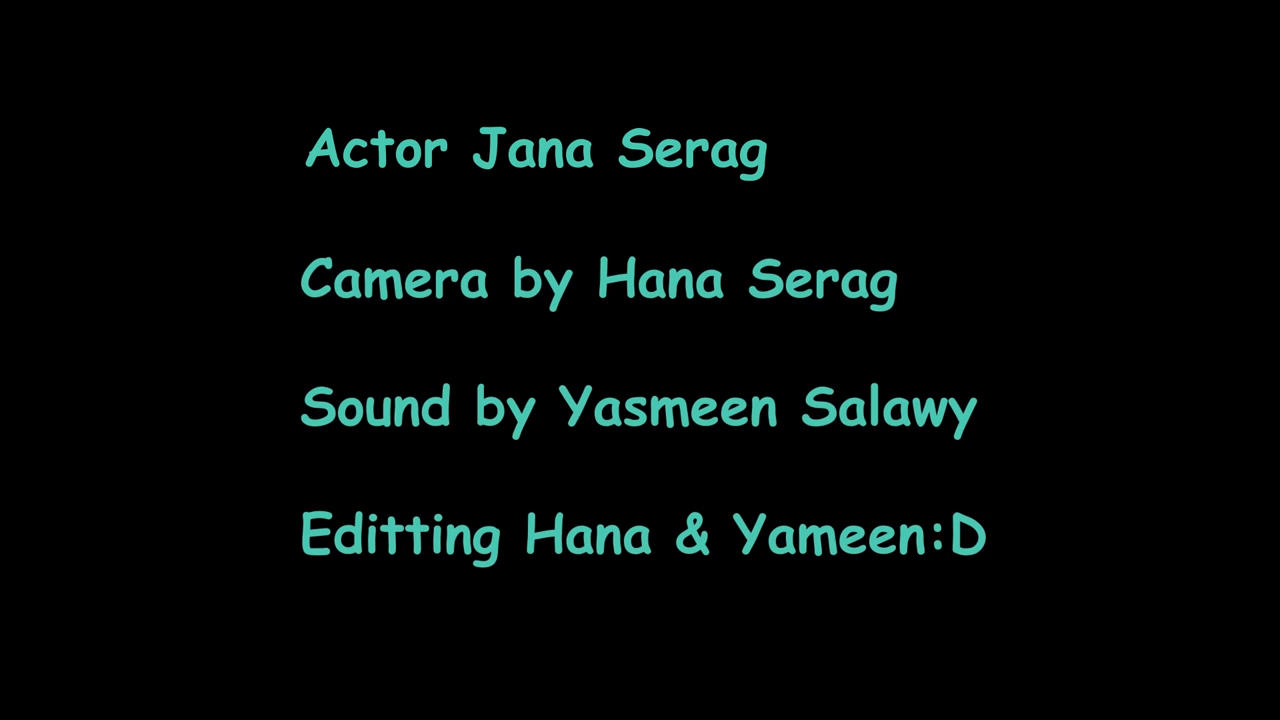 Actor Jana Serag
Camera by Hana Serag
Sound by Yasmeen Salawy
Editting Hana & Yameen:D